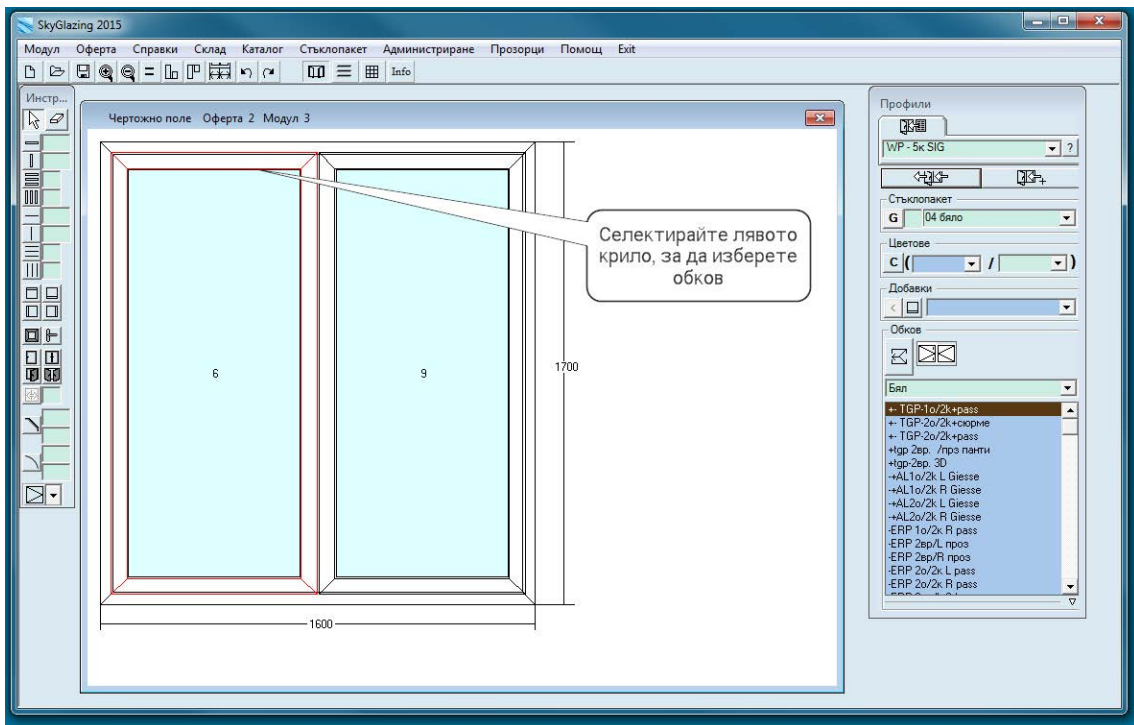 SkyGlazing 2015
Модул Оферта Справки Склад Каталог Стъклопакет Администриране Прозорци Помощ Exit
Info
Инстр...
Чертожно поле Оферта 2 Модул 3
Селектирайте лявото
крило, за да изберете
обков
6
9
1700
1600
Профили
WP - 5к SIG
?
Стъклопакет
G 04 бяло
Цветове
C ( / )
Добавки
<
Обков
Бял
+- TGP-1o/2k+pass
+- TGP-2o/2k+сюрме
+- TGP-2o/2k+pass
+tgp 2вр. /прз панти
+tgp-2вр. 3D
-+AL1o/2k L Giesse
-+AL1o/2k R Giesse
-+AL2o/2k L Giesse
-+AL2o/2k R Giesse
-ERP 1o/2к R pass
-ERP 2вр/L проз
-ERP 2вр/R проз
-ERP 2o/2к L pass
-ERP 2o/2к R pass